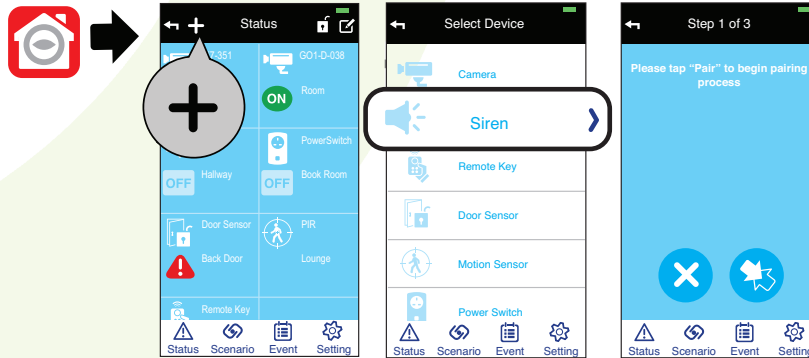 Status
7-351
GO1-D-038
ON
Room
PowerSwitch
OFF
Hallway
OFF
Book Room
Door Sensor
PIR
Back Door
Lounge
Remote Key
Status Scenario Event Setting
Select Device
Camera
Siren
Remote Key
Door Sensor
Motion Sensor
Power Switch
Status Scenario Event Setting
Step 1 of 3
Please tap “Pair” to begin pairing
process
Status Scenario Event Setting